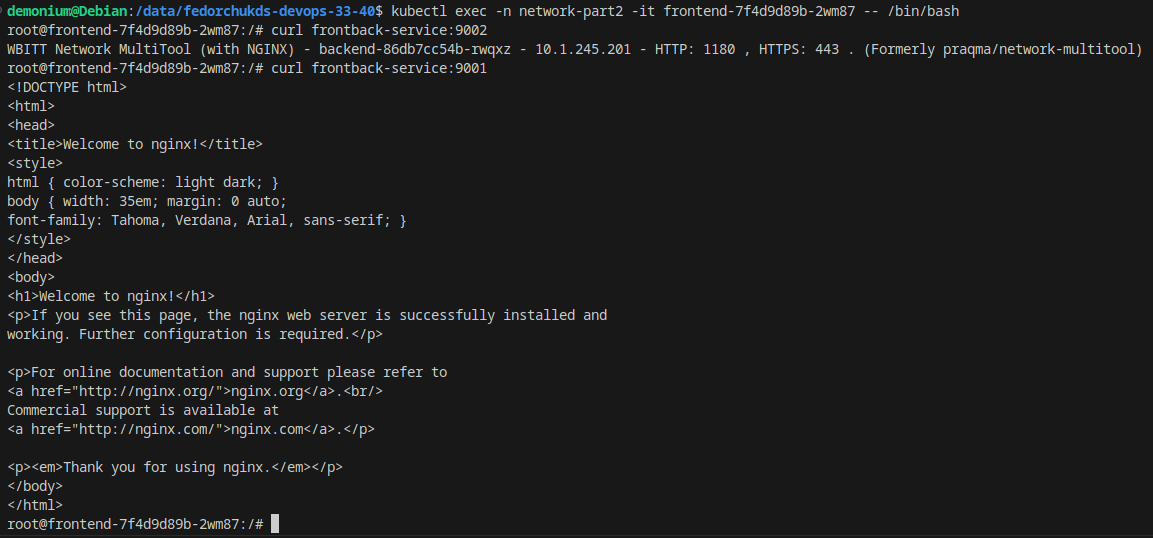 demonium@Debian:/data/fedorchukds-devops-33-40$ kubectl exec -n network-part2 -it frontend-7f4d9d89b-2wm87 -- /bin/bash
root@frontend-7f4d9d89b-2wm87:/# curl frontback-service:9002
WBITT Network MultiTool (with NGINX) - backend-86db7cc54b-rwqxz - 10.1.245.201 - HTTP: 1180 , HTTPS: 443 . (Formerly praqma/network-multitool)
root@frontend-7f4d9d89b-2wm87:/# curl frontback-service:9001
<!DOCTYPE html>
<html>
<head>
<title>Welcome to nginx!</title>
<style>
html { color-scheme: light dark; }
body { width: 35em; margin: 0 auto;
font-family: Tahoma, Verdana, Arial, sans-serif; }
</style>
</head>
<body>
<h1>Welcome to nginx!</h1>
<p>If you see this page, the nginx web server is successfully installed and
working. Further configuration is required.</p>

<p>For online documentation and support please refer to
<a href="http://nginx.org/">nginx.org</a>.<br/>
Commercial support is available at
<a href="http://nginx.com/">nginx.com</a>.</p>

<p><em>Thank you for using nginx.</em></p>
</body>
</html>
root@frontend-7f4d9d89b-2wm87:/#